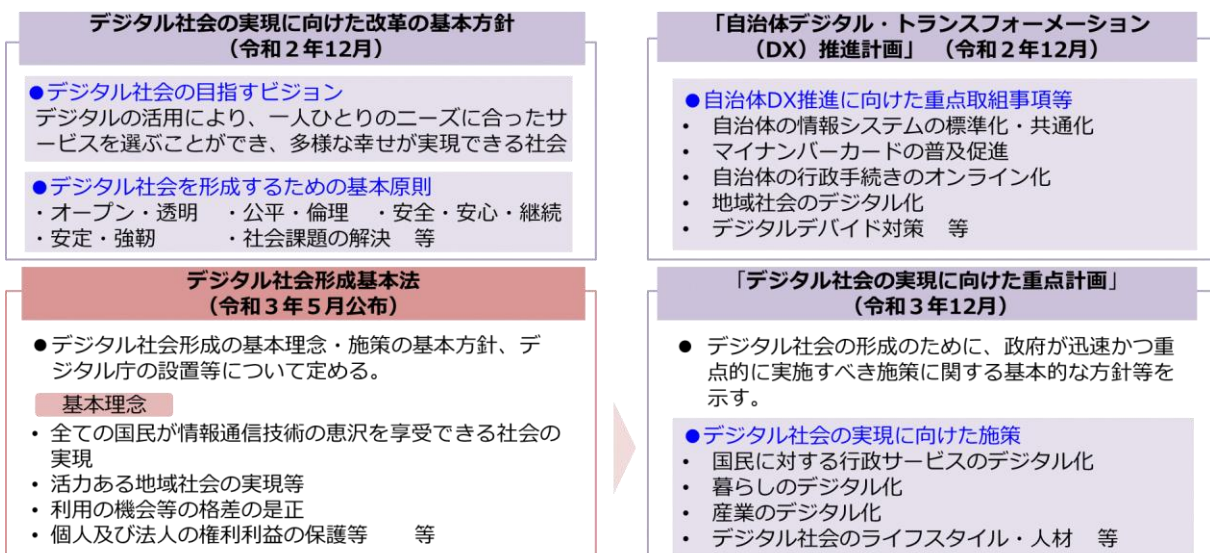 デジタル社会の実現に向けた改革の基本方針
（令和２年12月）
●デジタル社会の目指すビジョン
デジタルの活用により、一人ひとりのニーズに合ったサ
ービスを選ぶことができ、多様な幸せが実現できる社会
●デジタル社会を形成するための基本原則
・オープン・透明　・公平・倫理　・安全・安心・継続
・安定・強靭　・社会課題の解決　等
「自治体デジタル・トランスフォーメーション
（DX）推進計画」（令和２年12月）
●自治体DX推進に向けた重点取組事項等
• 自治体の情報システムの標準化・共通化
• マイナンバーカードの普及促進
• 自治体の行政手続きのオンライン化
• 地域社会のデジタル化
• デジタルデバイド対策　等
デジタル社会形成基本法
（令和３年５月公布）
●デジタル社会形成の基本理念・施策の基本方針、デ
ジタル庁の設置等について定める。
基本理念
• 全ての国民が情報通信技術の恵沢を享受できる社会の
実現
• 活力ある地域社会の実現等
• 利用の機会等の格差の是正
• 個人及び法人の権利利益の保護等　等
「デジタル社会の実現に向けた重点計画」
（令和３年12月）
● デジタル社会の形成のために、政府が迅速かつ重
点的に実施すべき施策に関する基本的な方針等を
示す。
●デジタル社会の実現に向けた施策
• 国民に対する行政サービスのデジタル化
• 暮らしのデジタル化
• 産業のデジタル化
• デジタル社会のライフスタイル・人材　等